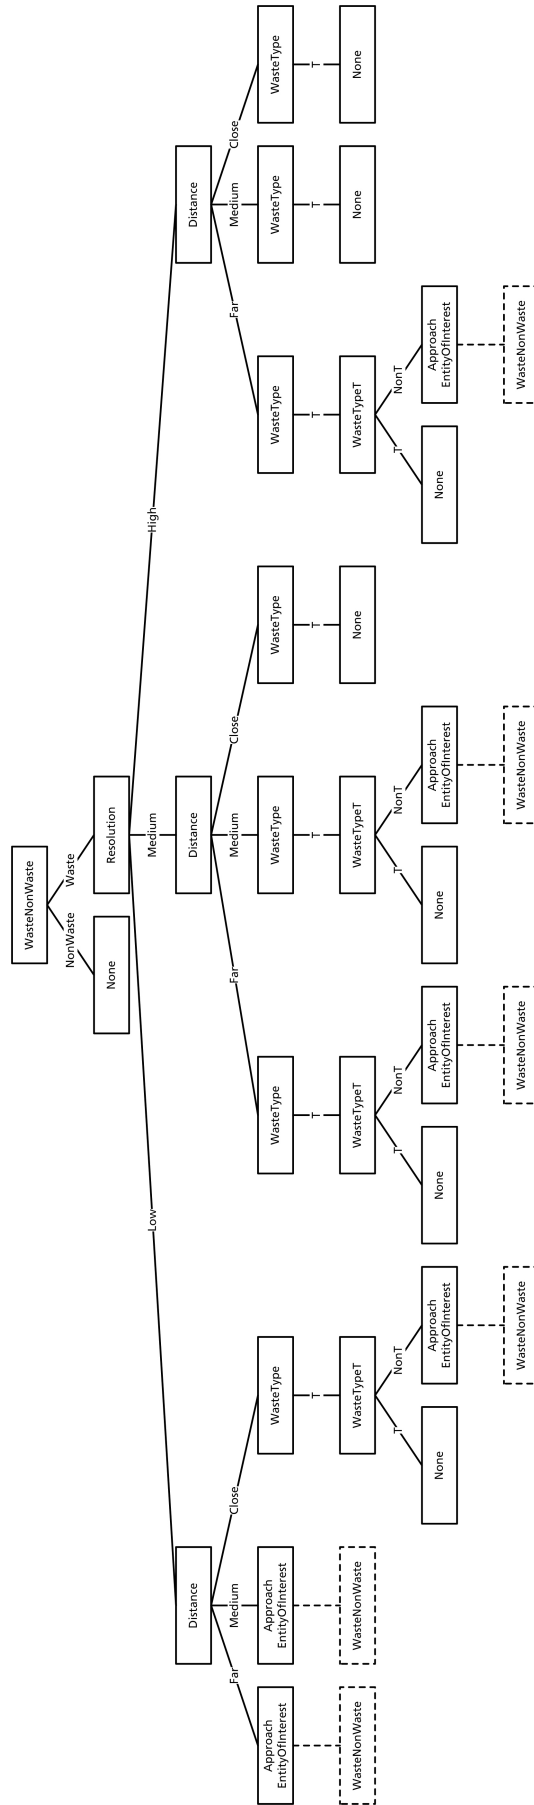 WasteNonWaste
NonWaste
Waste
None
Resolution
Low
Medium
High
Distance
Distance
Distance
Far
Medium
Close
Far
Medium
Close
Far
Medium
Close
Approach
EntityOfInterest
Approach
EntityOfInterest
WasteType
WasteType
WasteType
WasteType
WasteType
WasteType
WasteType
T
T
T
T
T
T
T
WasteNonWaste
WasteNonWaste
WasteTypeT
WasteTypeT
WasteTypeT
None
WasteTypeT
None
None
T
NonT
T
NonT
T
NonT
T
NonT
None
Approach
EntityOfInterest
None
Approach
EntityOfInterest
None
Approach
EntityOfInterest
None
Approach
EntityOfInterest
WasteNonWaste
WasteNonWaste
WasteNonWaste
WasteNonWaste